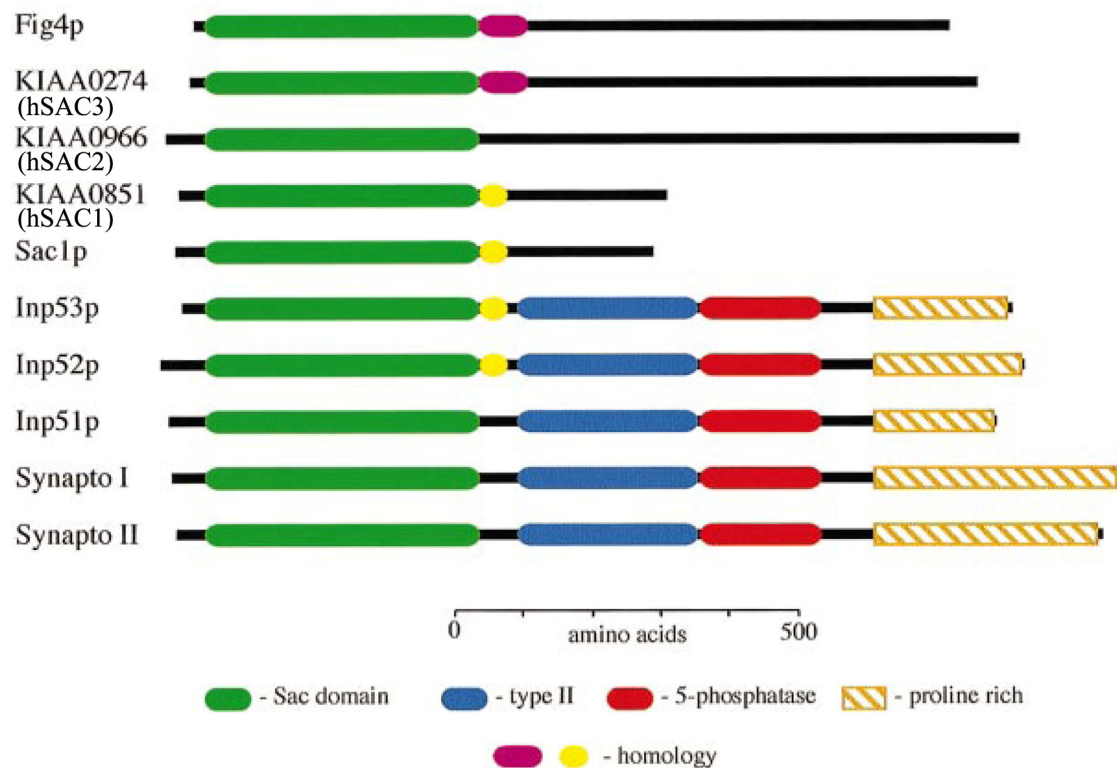 Fig4p
KIAA0274
(hSAC3)
KIAA0966
(hSAC2)
KIAA0851
(hSAC1)
Sac1p
Inp53p
Inp52p
Inp51p
Synapto I
Synapto II
0 500
amino acids
- Sac domain - type II - 5-phosphatase - proline rich
- homology